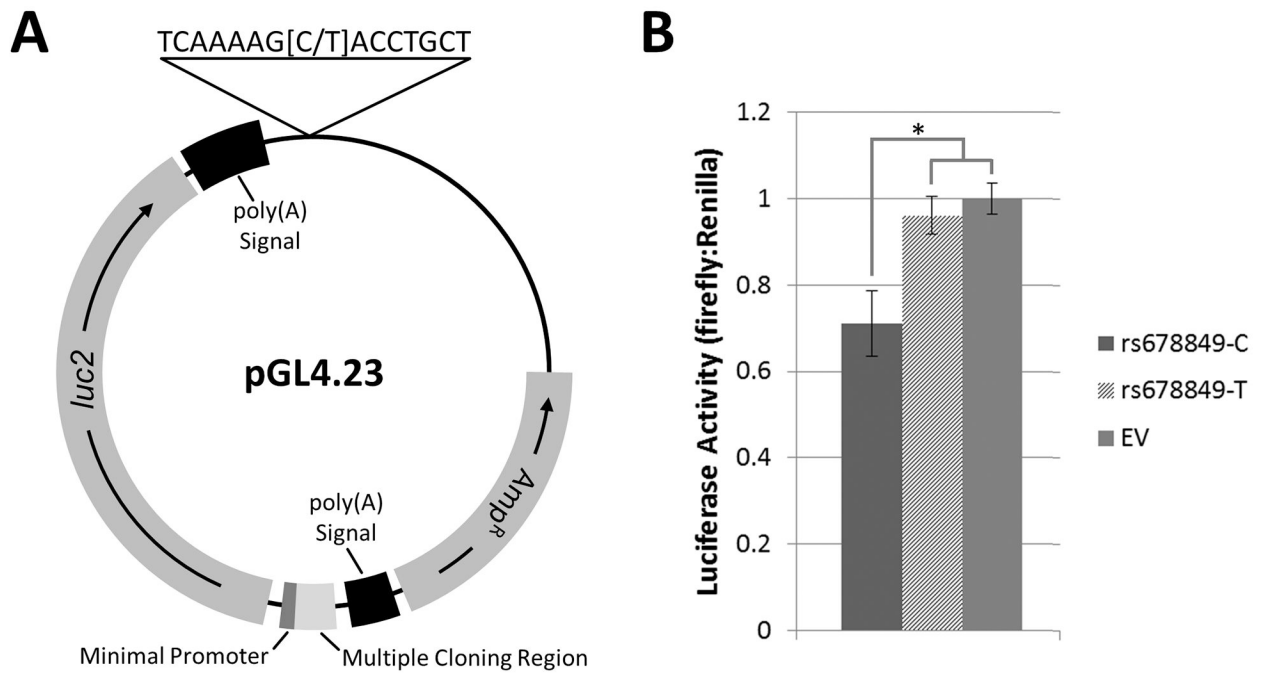 A
TCAAAAG[C/T]ACCTGCT
poly(A)
Signal
luc2
pGL4.23
poly(A)
Signal
AmpR
Minimal Promoter
Multiple Cloning Region
B
Luciferase Activity (firefly:Renilla)
1.2
1
0.8
0.6
0.4
0.2
0
*
rs678849-C
rs678849-T
EV